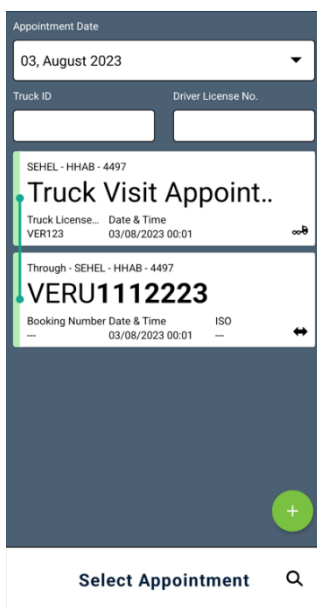 Appointment Date
03, August 2023
Truck ID Driver License No.
SEHEL - HHAB - 4497
Truck Visit Appoint..
Truck License... Date & Time
VER123 03/08/2023 00:01
Through - SEHEL - HHAB - 4497
VERU1112223
Booking Number Date & Time ISO
--- 03/08/2023 00:01 ---
+
Select Appointment